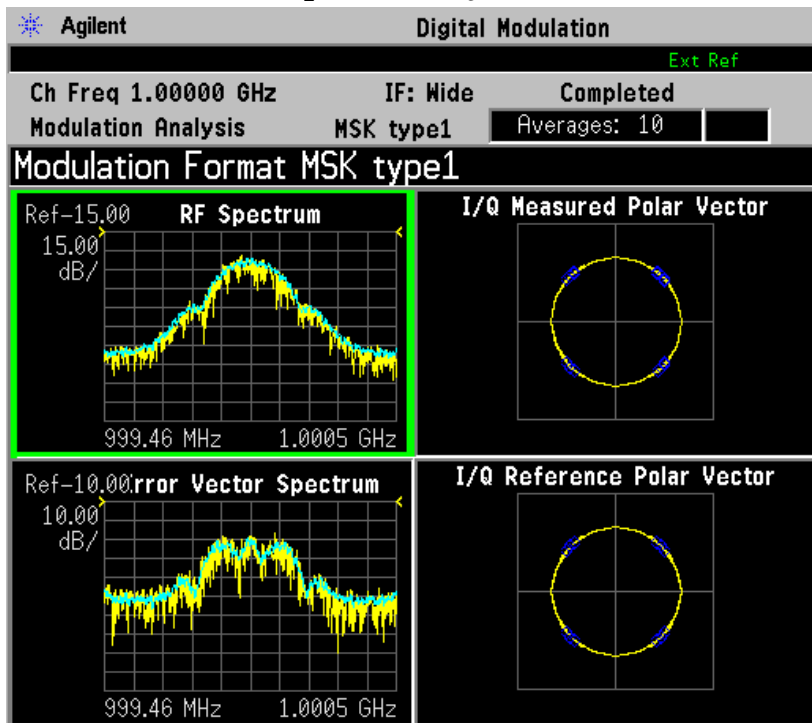 Agilent Digital Modulation
Ext Ref
Ch Freq 1.00000 GHz IF: Wide Completed
Modulation Analysis MSK type1 Averages: 10
Modulation Format MSK type1
Ref-15.00 RF Spectrum
15.00
dB/
999.46 MHz 1.0005 GHz
I/Q Measured Polar Vector
Ref-10.00 rror Vector Spectrum
10.00
dB/
999.46 MHz 1.0005 GHz
I/Q Reference Polar Vector